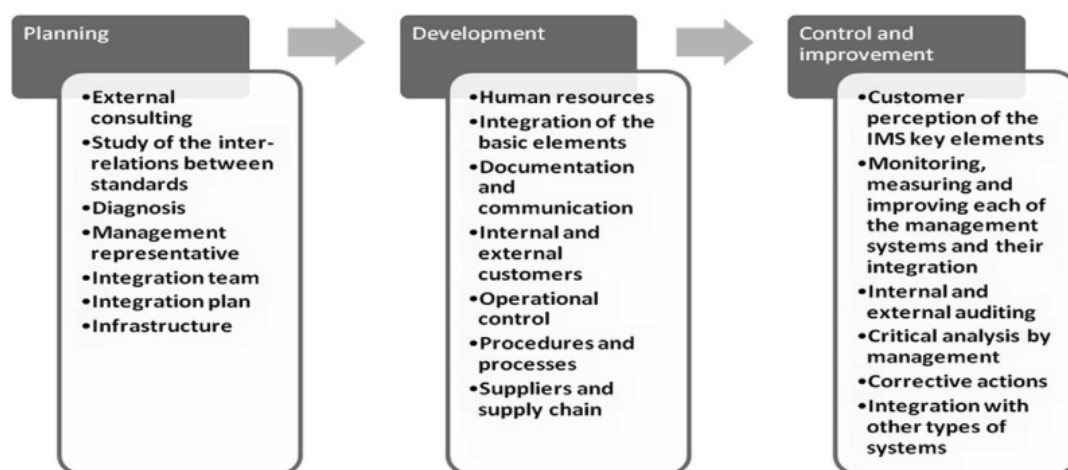 Planning
•External
consulting
•Study of the inter-
relations between
standards
•Diagnosis
•Management
representative
•Integration team
•Integration plan
•Infrastructure
Development
•Human resources
•Integration of the
basic elements
•Documentation
and
communication
•Internal and
external
customers
•Operational
control
•Procedures and
processes
•Suppliers and
supply chain
Control and
improvement
•Customer
perception of the
IMS key elements
•Monitoring,
measuring and
improving each of
the management
systems and their
integration
•Internal and
external auditing
•Critical analysis by
management
•Corrective actions
•Integration with
other types of
systems